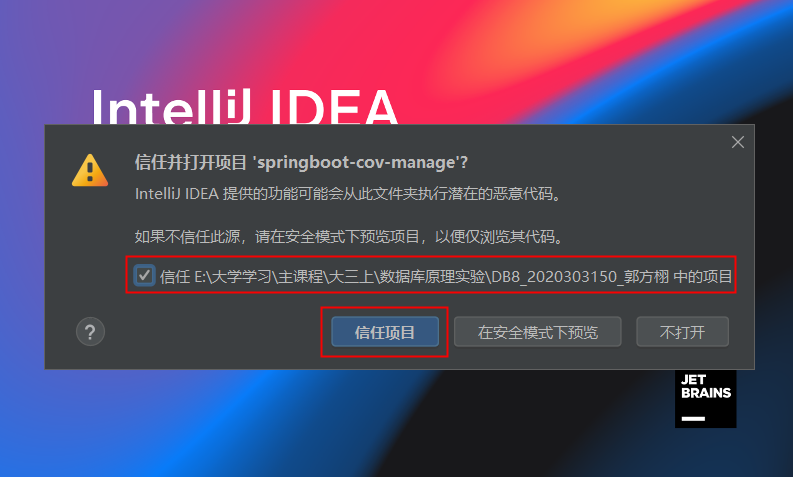 IntelliJ IDEA
信任并打开项目 'springboot-cov-manage'?
IntelliJ IDEA 提供的功能可能会从此文件夹执行潜在的恶意代码。
如果不信任此源，请在安全模式下预览项目，以便仅浏览其代码。
信任 E:\大学学习\主课程\大三上\数据库原理实验\DB8_2020303150_郭方栩 中的项目
?
信任项目
在安全模式下预览
不打开
JET
BRAINS